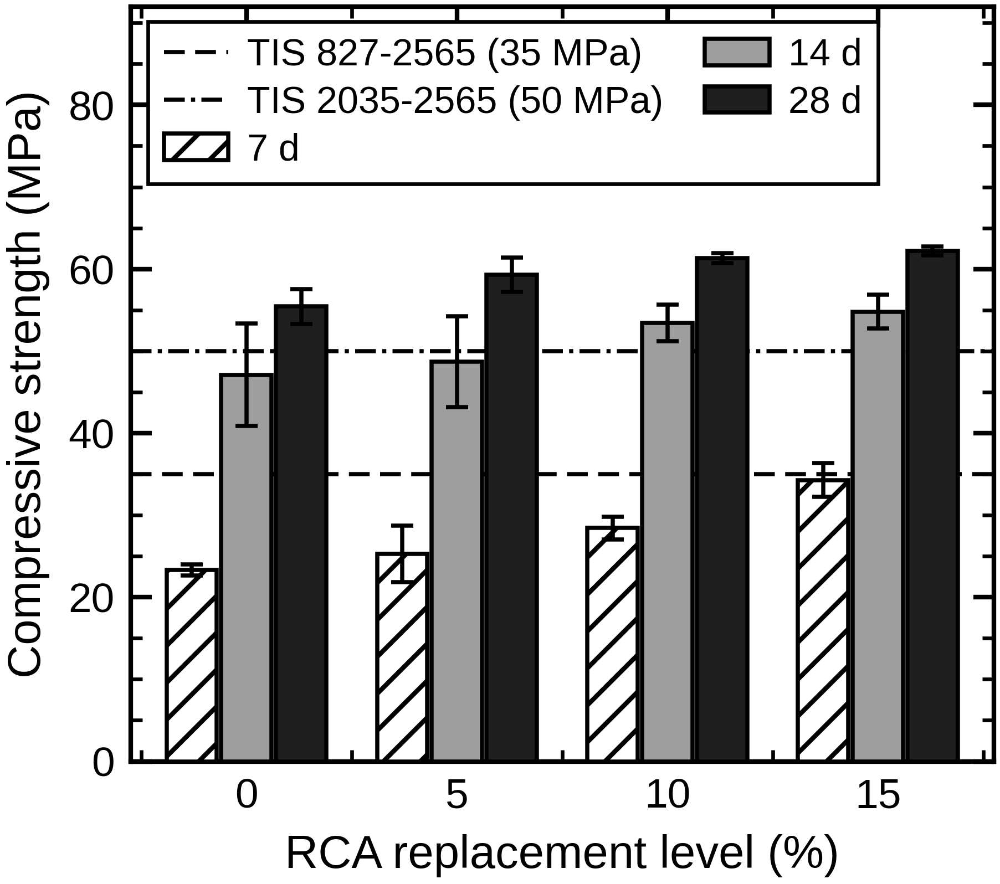 TIS 827-2565 (35 MPa)
TIS 2035-2565 (50 MPa)
7 d
14 d
28 d
Compressive strength (MPa)
80
60
40
20
0
0 5 10 15
RCA replacement level (%)